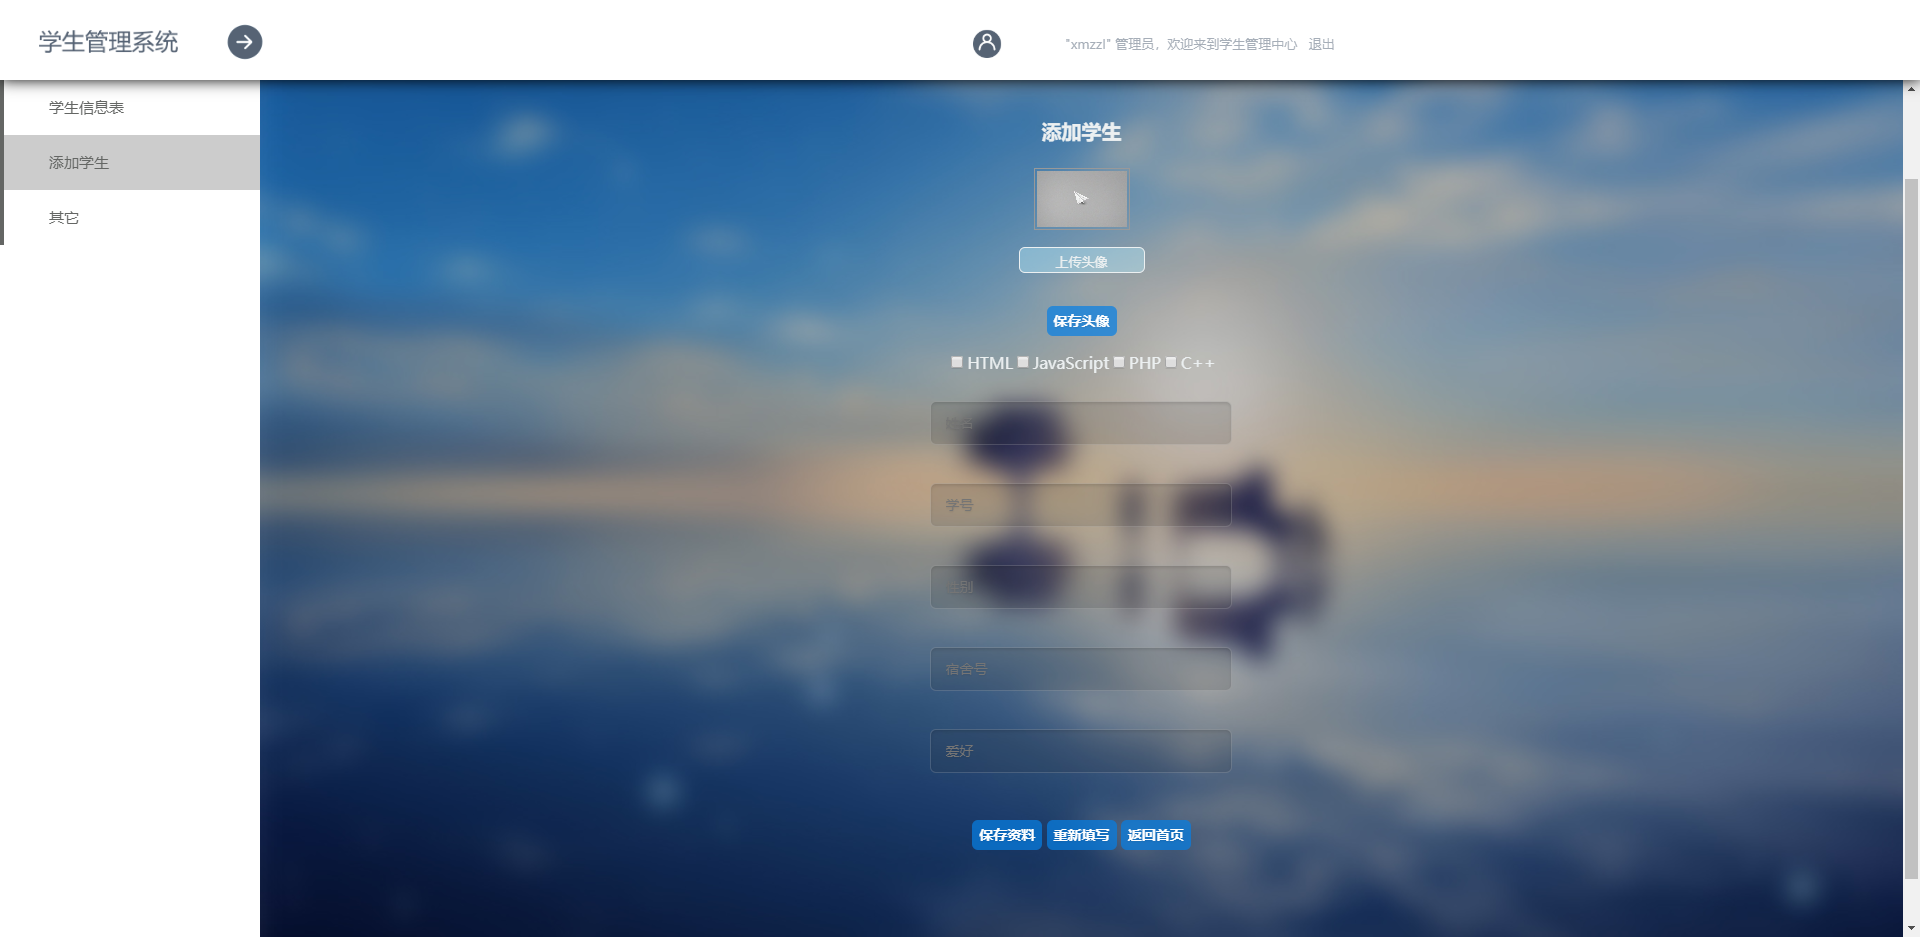 学生管理系统
"xmzzl" 管理员，欢迎来到学生管理中心 退出
学生信息表
添加学生
其它
添加学生
上传头像
保存头像
HTML JavaScript PHP C++
姓名
学号
性别
宿舍号
爱好
保存资料 重新填写 返回首页